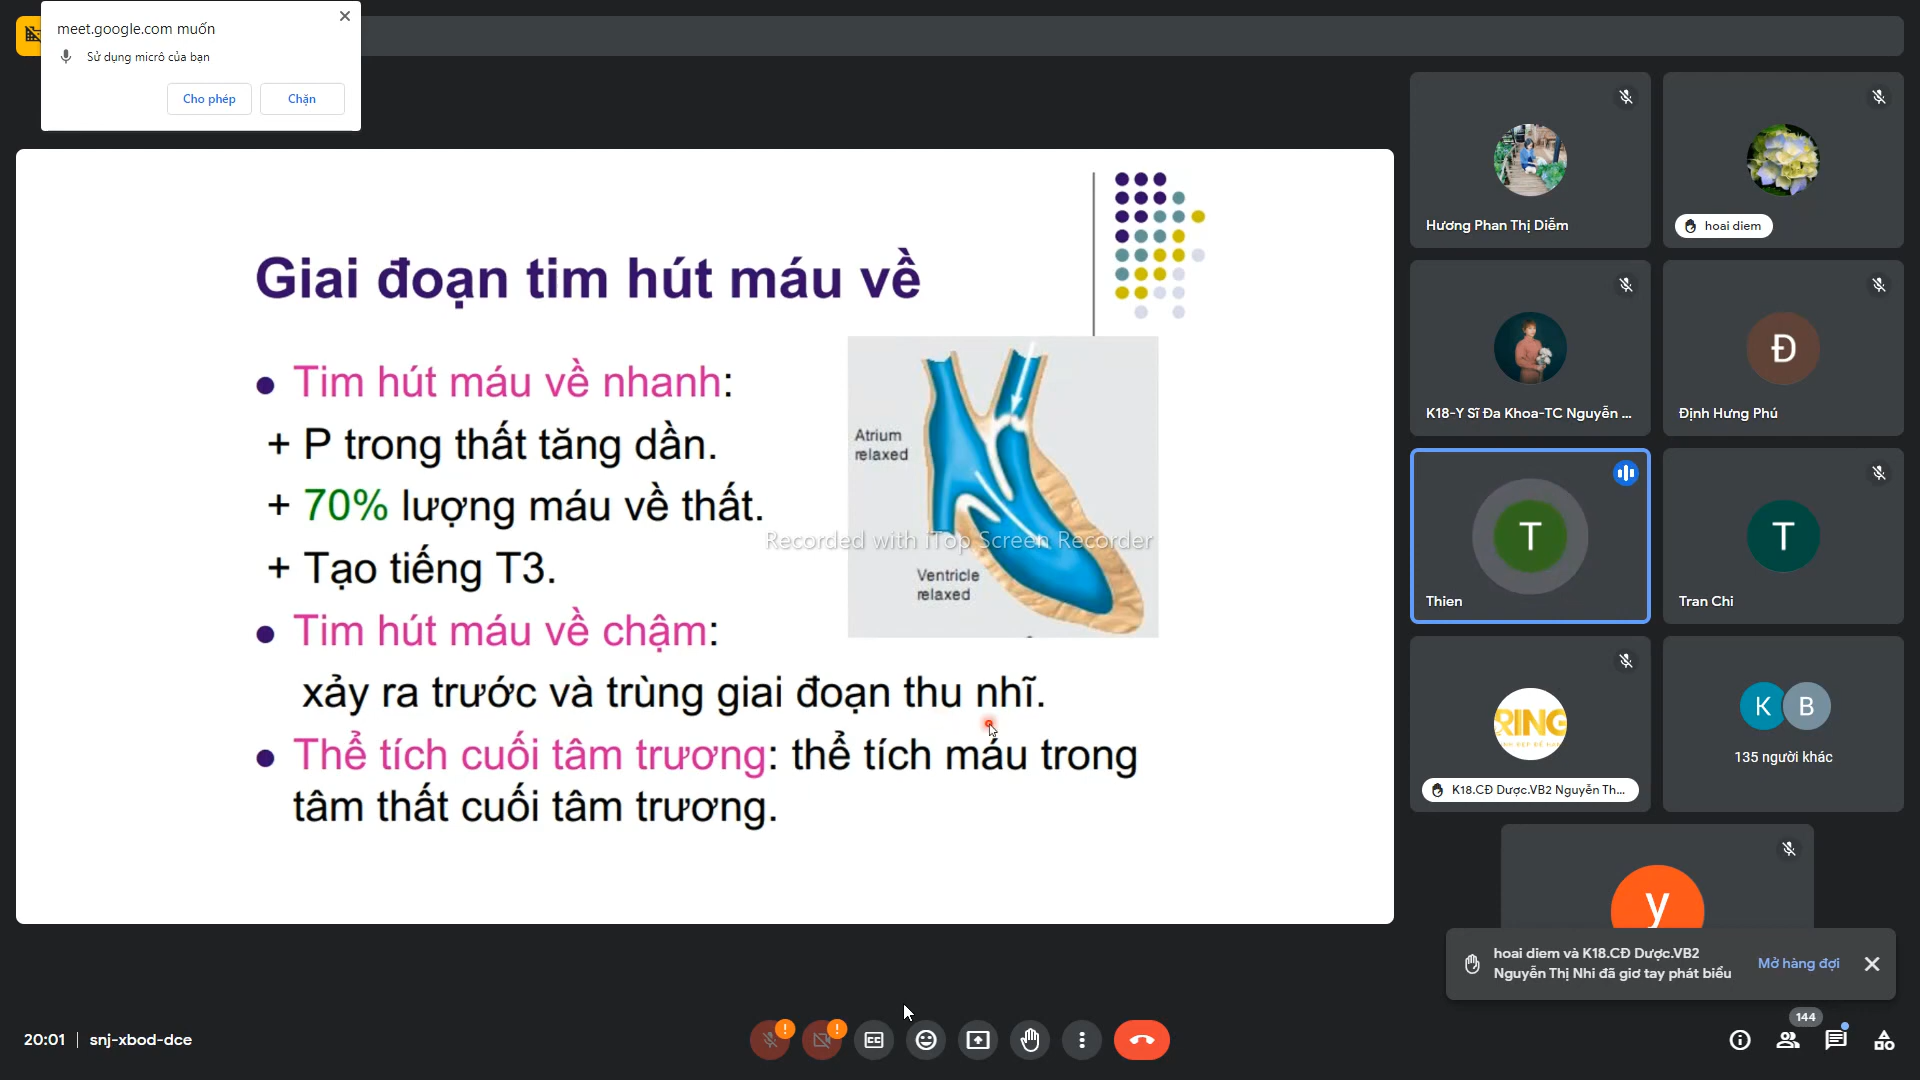 meet.google.com muốn
Sử dụng micrô của bạn
Cho phép
Chặn
Giai đoạn tim hút máu về
Tim hút máu về nhanh:
+ P trong thất tăng dần.
+ 70% lượng máu về thất.
+ Tạo tiếng T3.
Tim hút máu về chậm:
xảy ra trước và trùng giai đoạn thu nhĩ.
Thể tích cuối tâm trương: thể tích máu trong
tâm thất cuối tâm trương.
Atrium
relaxed
Ventricle
relaxed
Recorded with iTop Screen Recorder
Hương Phan Thị Diễm
hoai diem
K18-Y Sĩ Đa Khoa-TC Nguyễn ...
Đ
Định Hưng Phú
T
Thien
T
Tran Chi
RING
K18.CĐ Dược.VB2 Nguyễn Th...
K
B
135 người khác
y
hoai diem và K18.CĐ Dược.VB2
Nguyễn Thị Nhi đã giơ tay phát biểu
Mở hàng đợi
20:01
snj-xbod-dce
144